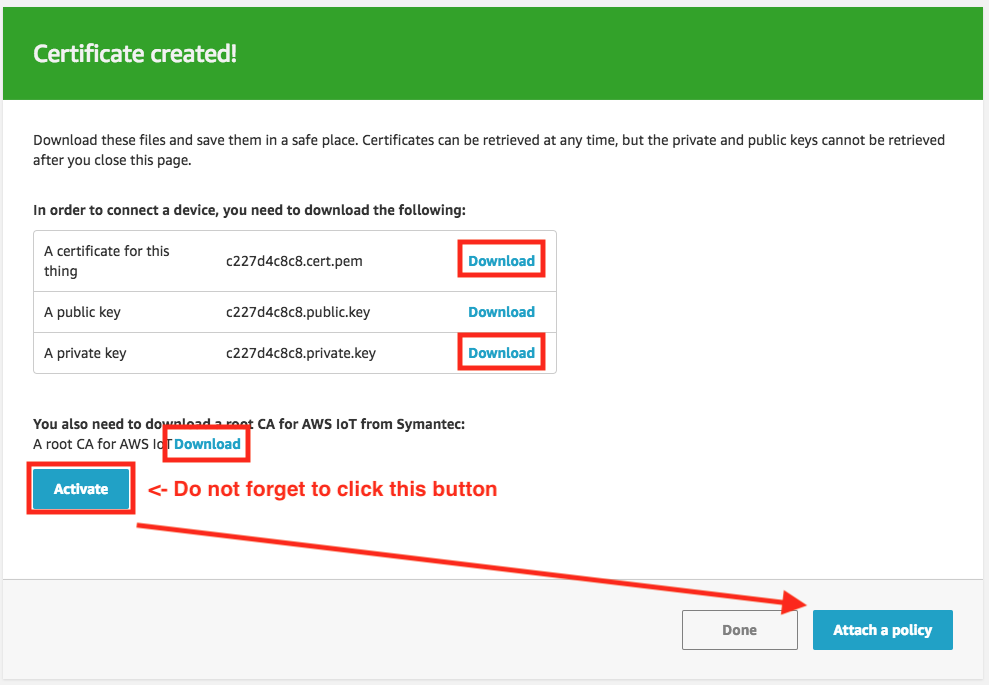 Certificate created!
Download these files and save them in a safe place. Certificates can be retrieved at any time, but the private and public keys cannot be retrieved
after you close this page.
In order to connect a device, you need to download the following:
A certificate for this
thing
c227d4c8c8.cert.pem
Download
A public key
c227d4c8c8.public.key
Download
A private key
c227d4c8c8.private.key
Download
You also need to download a root CA for AWS IoT from Symantec:
A root CA for AWS IoT Download
Activate
<- Do not forget to click this button
Done
Attach a policy